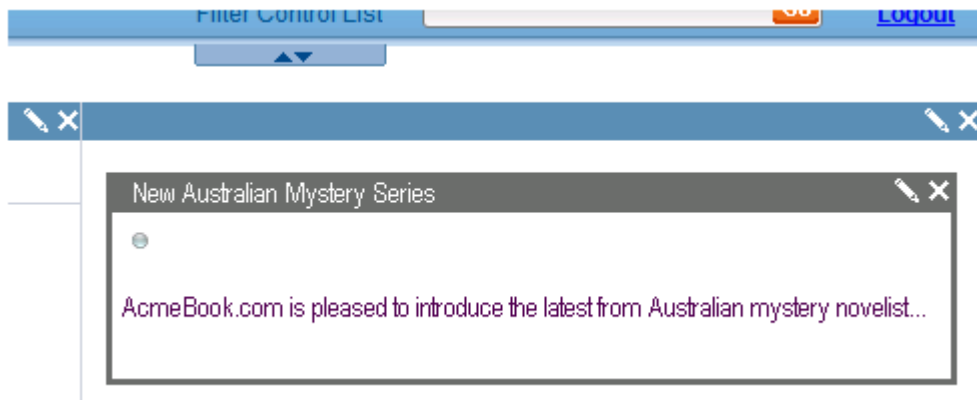 Filter Control List Go Logout
New Australian Mystery Series
AcmeBook.com is pleased to introduce the latest from Australian mystery novelist...